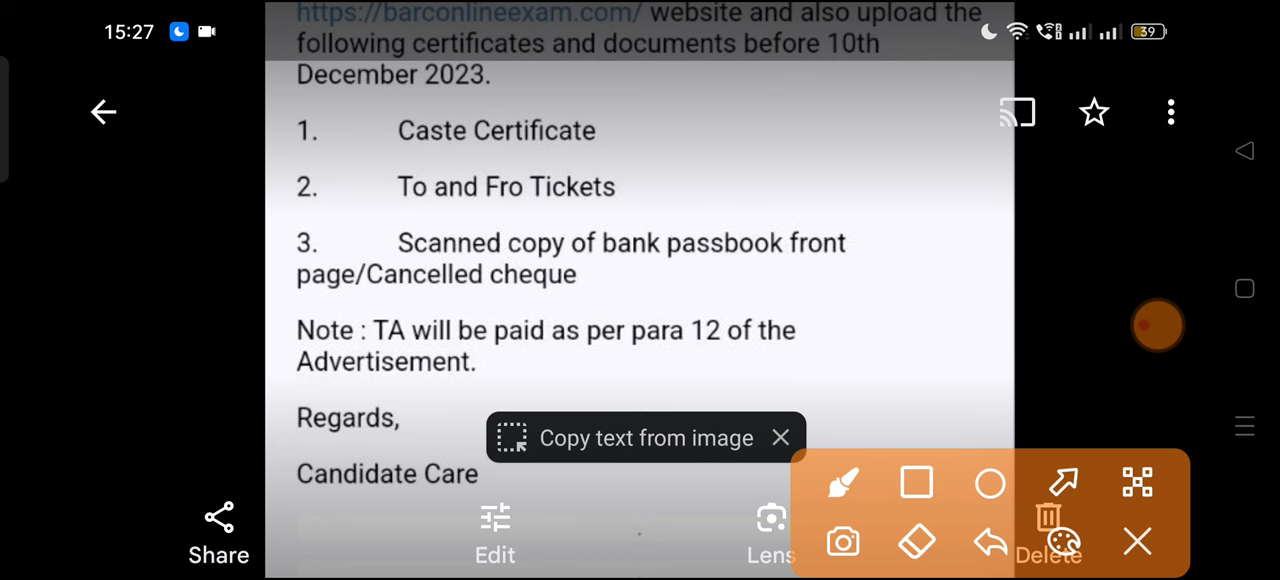 https://barconlineexam.com/ website and also upload the
15:27
39
following certificates and documents before 10th
December 2023.
1. Caste Certificate
2. To and Fro Tickets
3. Scanned copy of bank passbook front
page/Cancelled cheque
Note : TA will be paid as per para 12 of the
Advertisement.
Regards,
Copy text from image
Candidate Care
Share
Edit
Lens
Delete